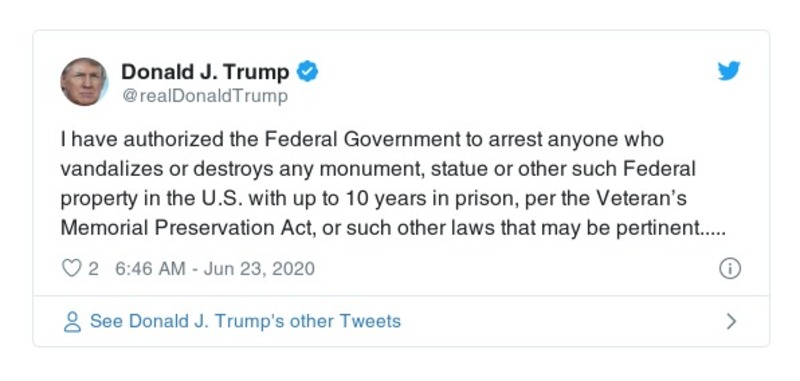 Donald J. Trump
@realDonaldTrump
I have authorized the Federal Government to arrest anyone who
vandalizes or destroys any monument, statue or other such Federal
property in the U.S. with up to 10 years in prison, per the Veteran’s
Memorial Preservation Act, or such other laws that may be pertinent.....
2 6:46 AM - Jun 23, 2020
See Donald J. Trump's other Tweets